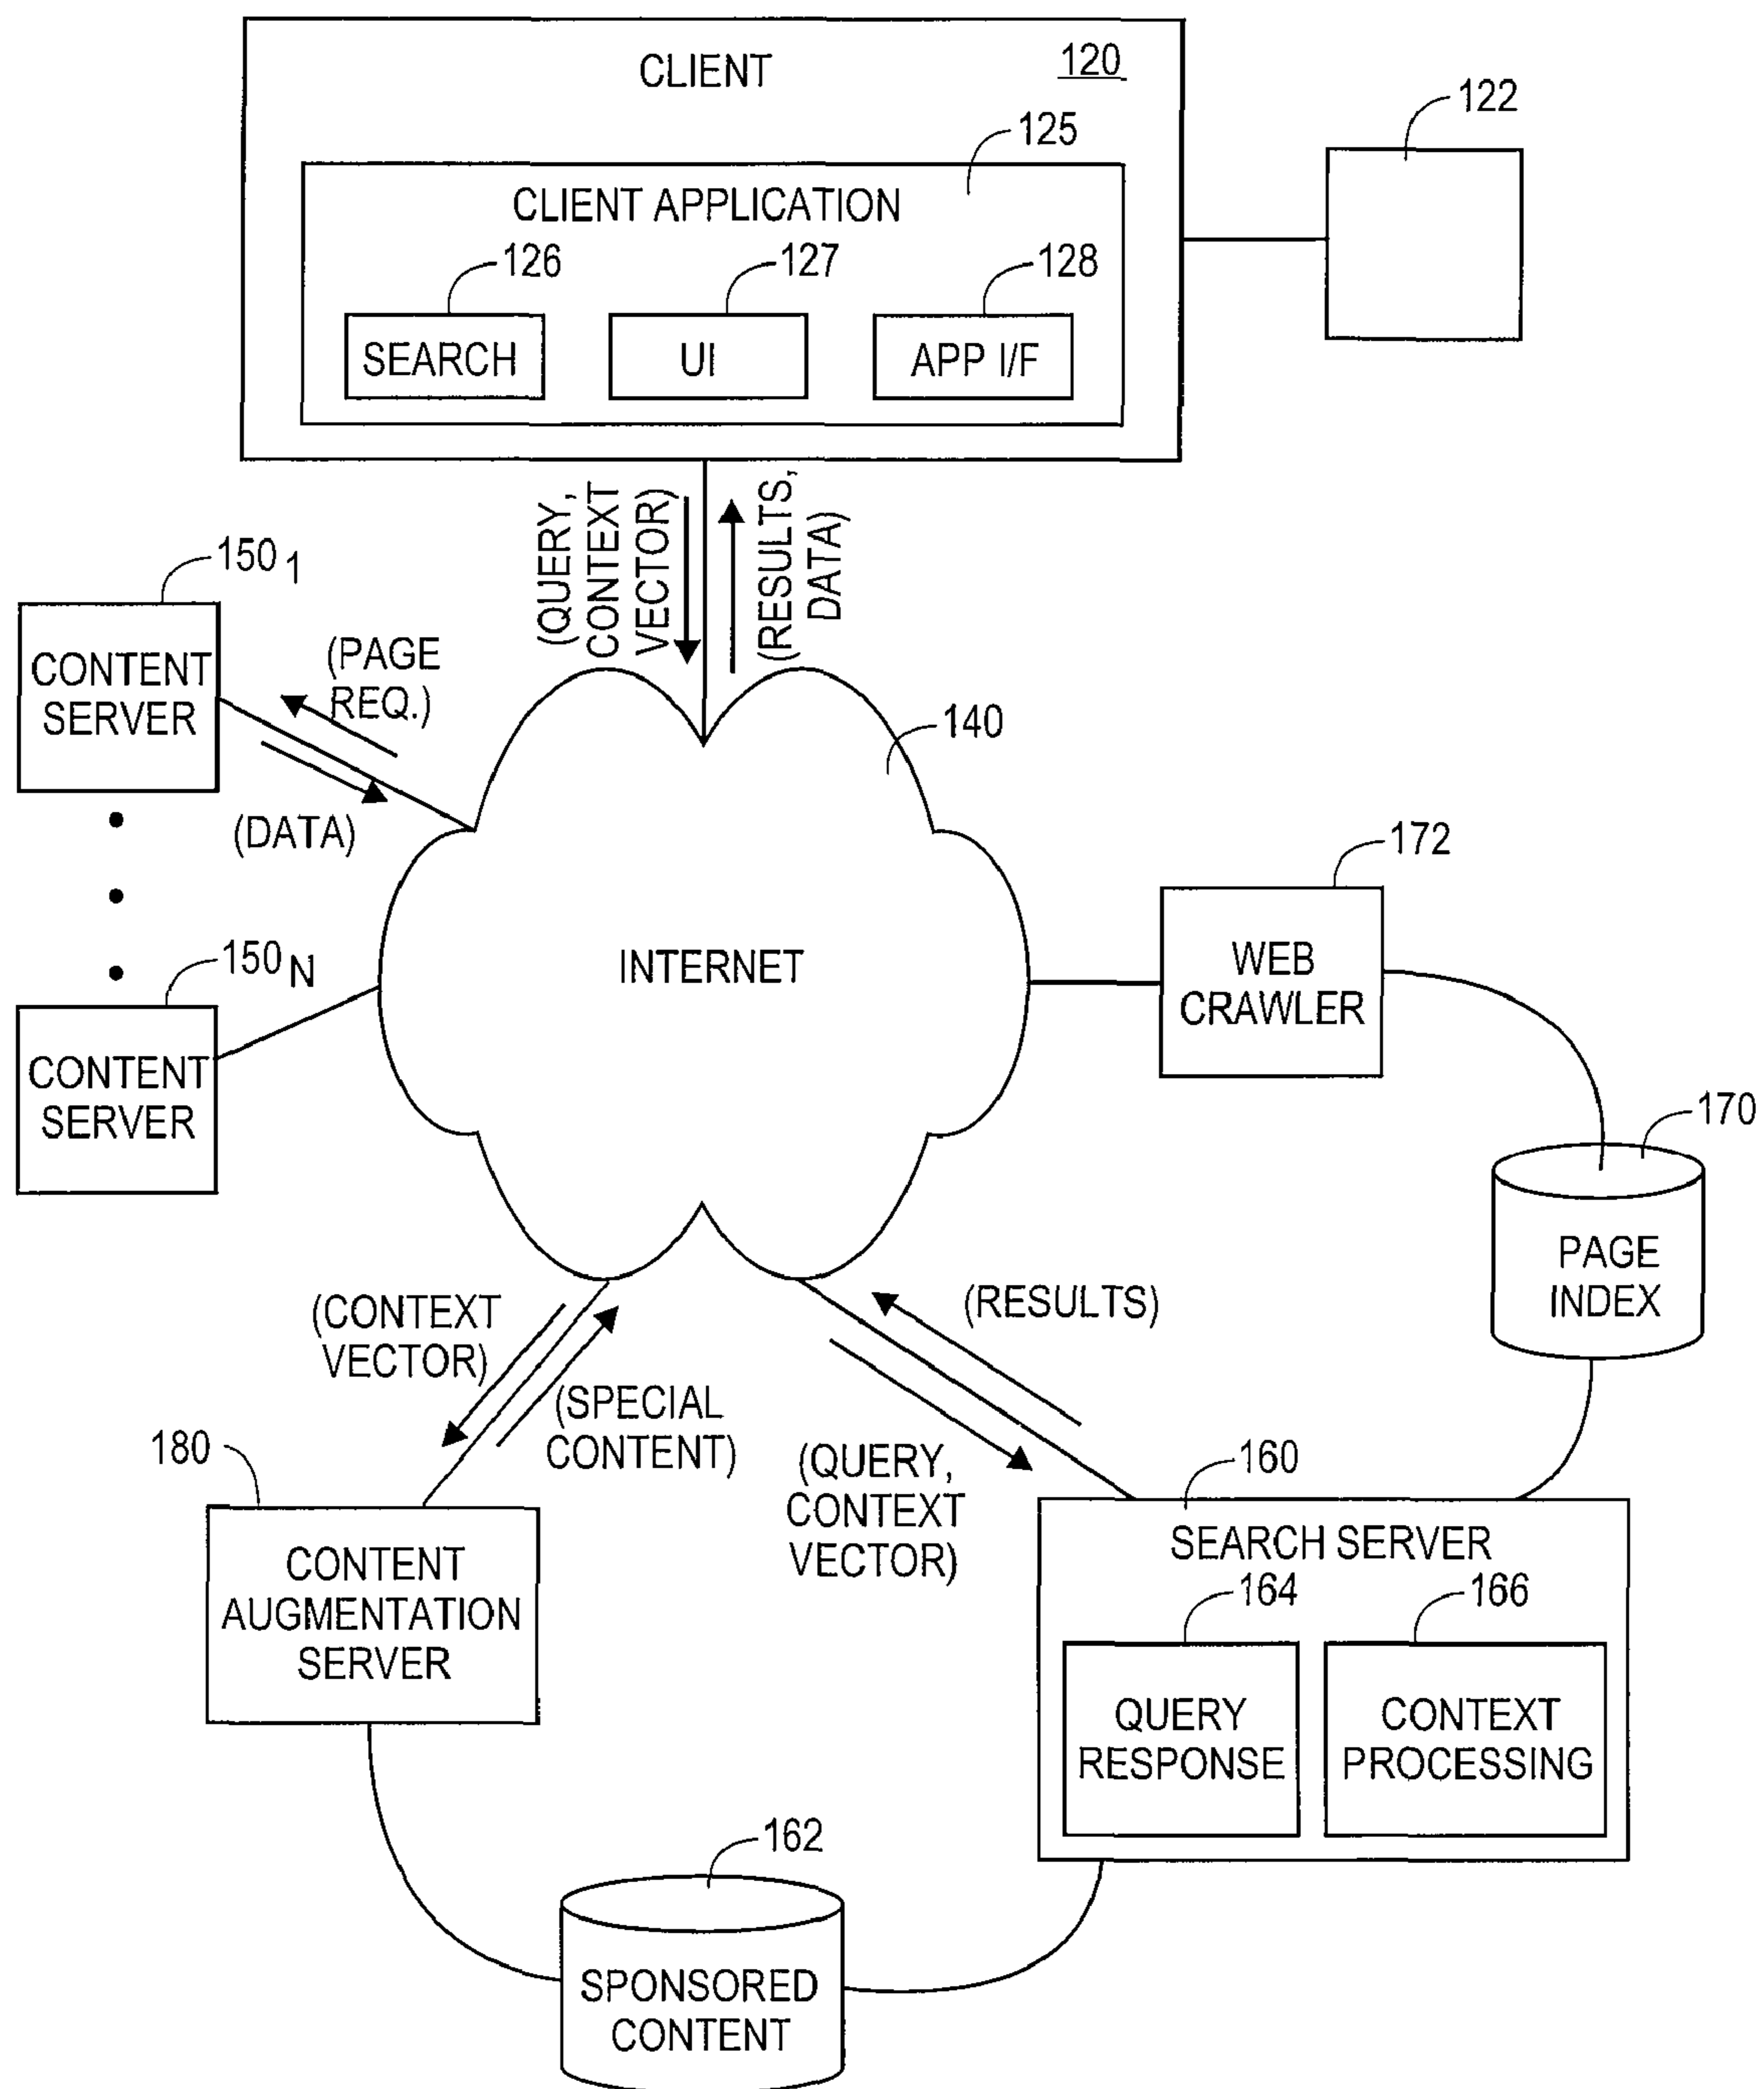 CLIENT
120
122
125
CLIENT APPLICATION
126
127
128
SEARCH
UI
APP I/F
(QUERY,
CONTEXT
VECTOR)
(RESULTS,
DATA)
150 1
CONTENT
SERVER
(PAGE
REQ.)
(DATA)
140
172
150 N
CONTENT
SERVER
INTERNET
WEB
CRAWLER
170
PAGE
INDEX
(CONTEXT
VECTOR)
(SPECIAL
CONTENT)
(RESULTS)
(QUERY,
CONTEXT
VECTOR)
180
CONTENT
AUGMENTATION
SERVER
160
SEARCH SERVER
164
166
QUERY
RESPONSE
CONTEXT
PROCESSING
162
SPONSORED
CONTENT